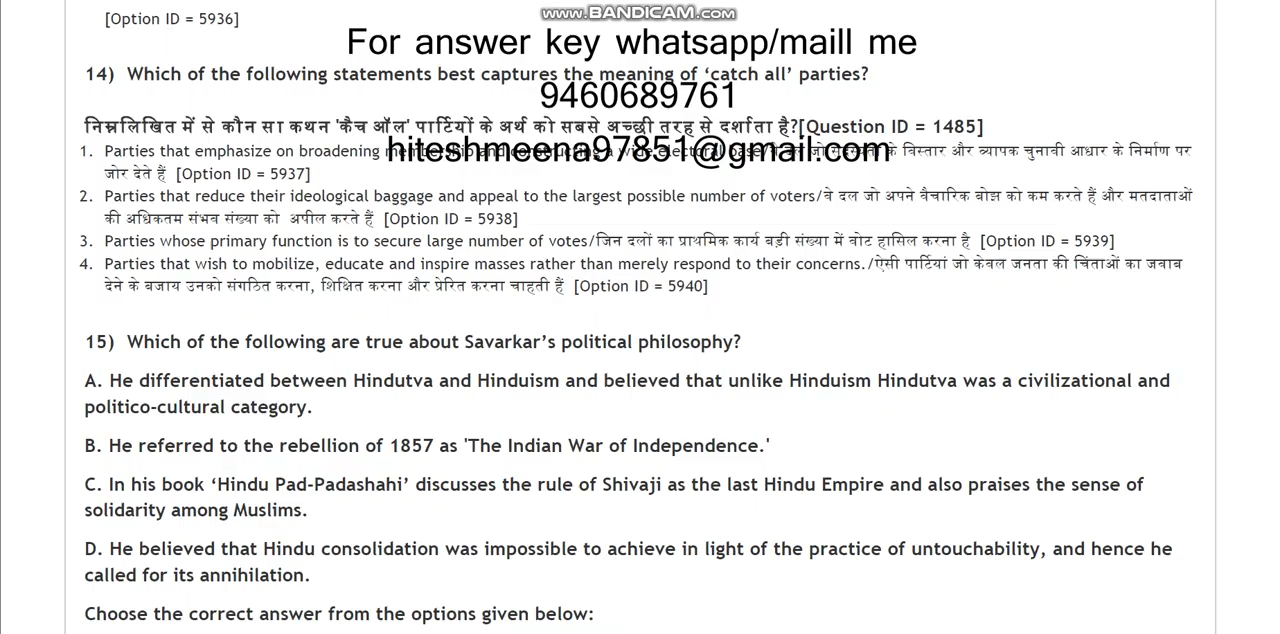 [Option ID = 5936]
www.BANDICAM.com
For answer key whatsapp/maill me
14) Which of the following statements best captures the meaning of ‘catch all’ parties?
9460689761
निम्नलिखित में से कौन सा कथन 'कैच ऑल' पार्टियों के अर्थ को सबसे अच्छी तरह से दर्शाता है?[Question ID = 1485]
hiteshmeena97851@gmail.com
1. Parties that emphasize on broadening membership and constructing a wide electoral base/वे दल जो सदस्यता के विस्तार और व्यापक चुनावी आधार के निर्माण पर
जोर देते हैं [Option ID = 5937]
2. Parties that reduce their ideological baggage and appeal to the largest possible number of voters/वे दल जो अपने वैचारिक बोझ को कम करते हैं और मतदाताओं
की अधिकतम संभव संख्या को अपील करते हैं [Option ID = 5938]
3. Parties whose primary function is to secure large number of votes/जिन दलों का प्राथमिक कार्य बड़ी संख्या में वोट हासिल करना है [Option ID = 5939]
4. Parties that wish to mobilize, educate and inspire masses rather than merely respond to their concerns./ऐसी पार्टियां जो केवल जनता की चिंताओं का जवाब
देने के बजाय उनको संगठित करना, शिक्षित करना और प्रेरित करना चाहती हैं [Option ID = 5940]
15) Which of the following are true about Savarkar’s political philosophy?
A. He differentiated between Hindutva and Hinduism and believed that unlike Hinduism Hindutva was a civilizational and
politico-cultural category.
B. He referred to the rebellion of 1857 as 'The Indian War of Independence.'
C. In his book ‘Hindu Pad-Padashahi’ discusses the rule of Shivaji as the last Hindu Empire and also praises the sense of
solidarity among Muslims.
D. He believed that Hindu consolidation was impossible to achieve in light of the practice of untouchability, and hence he
called for its annihilation.
Choose the correct answer from the options given below: